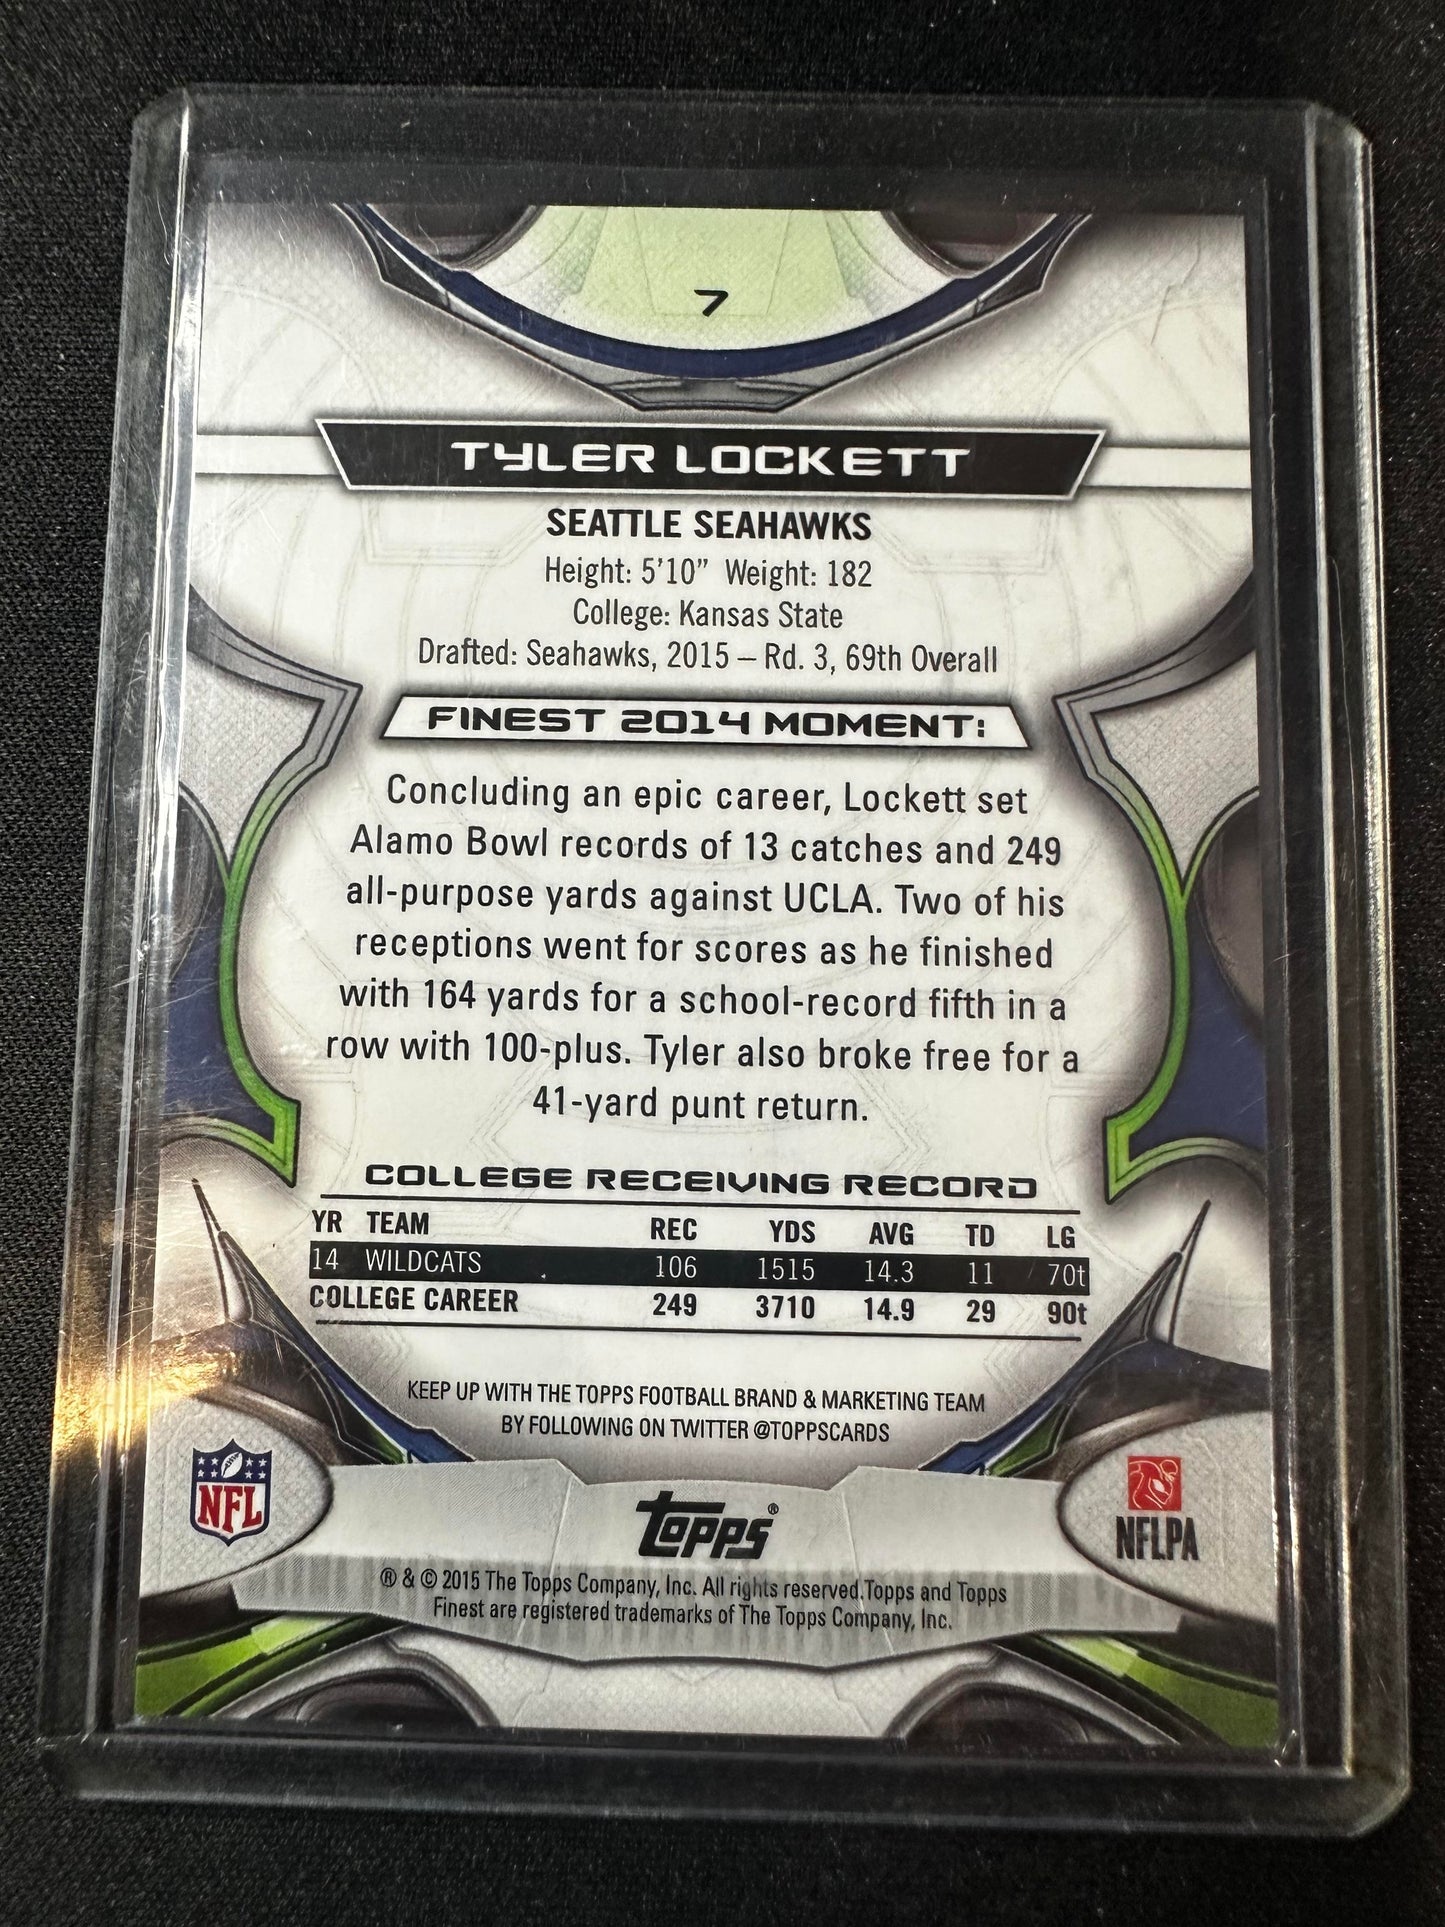 7
TYLER LOCKETT
SEATTLE SEAHAWKS
Height: 5'10" Weight: 182
College: Kansas State
Drafted: Seahawks, 2015 – Rd. 3, 69th Overall
FINEST 2014 MOMENT:
Concluding an epic career, Lockett set
Alamo Bowl records of 13 catches and 249
all-purpose yards against UCLA. Two of his
receptions went for scores as he finished
with 164 yards for a school-record fifth in a
row with 100-plus. Tyler also broke free for a
41-yard punt return.
COLLEGE RECEIVING RECORD
YR TEAM REC YDS AVG TD LG
14 WILDCATS 106 1515 14.3 11 70t
COLLEGE CAREER 249 3710 14.9 29 90t
KEEP UP WITH THE TOPPS FOOTBALL BRAND & MARKETING TEAM
BY FOLLOWING ON TWITTER @TOPPSCARDS
NFL
Topps®
NFLPA
® & © 2015 The Topps Company, Inc. All rights reserved.Topps and Topps
Finest are registered trademarks of The Topps Company, Inc.